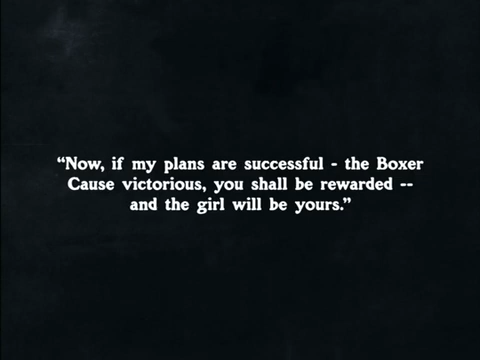 “Now, if my plans are successful - the Boxer
Cause victorious, you shall be rewarded --
and the girl will be yours.”